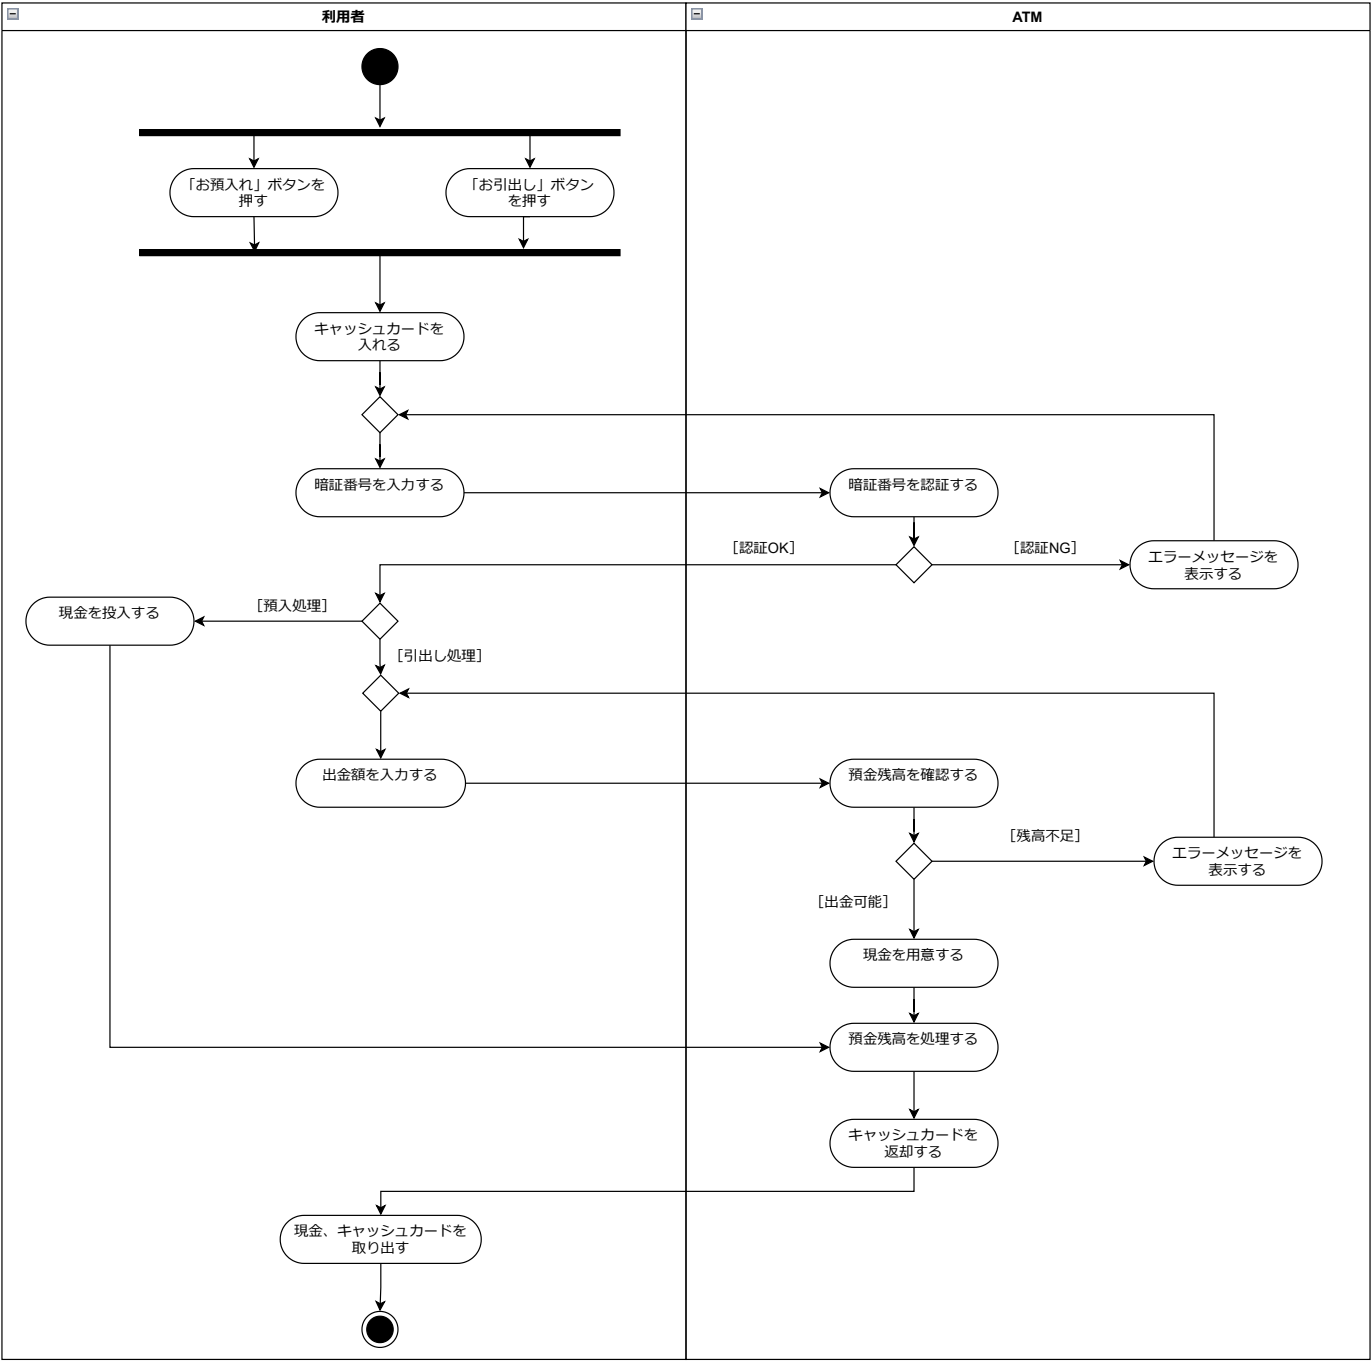 利用者
ATM
「お預入れ」ボタンを
押す
「お引出し」ボタン
を押す
キャッシュカードを
入れる
暗証番号を入力する
暗証番号を認証する
[認証OK]
[認証NG]
エラーメッセージを
表示する
現金を投入する
[預入処理]
[引出し処理]
出金額を入力する
預金残高を確認する
[残高不足]
エラーメッセージを
表示する
[出金可能]
現金を用意する
預金残高を処理する
キャッシュカードを
返却する
現金、キャッシュカードを
取り出す